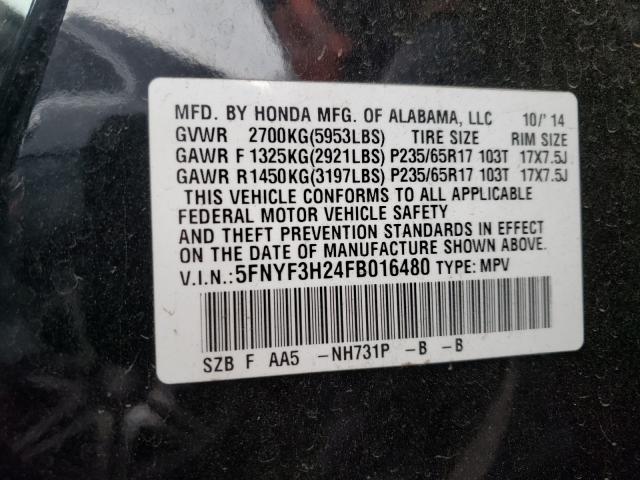 MFD. BY HONDA MFG. OF ALABAMA, LLC 10/'14
GVWR 2700KG(5953LBS) TIRE SIZE RIM SIZE
GAWR F 1325KG(2921LBS) P235/65R17 103T 17X7.5J
GAWR R 1450KG(3197LBS) P235/65R17 103T 17X7.5J
THIS VEHICLE CONFORMS TO ALL APPLICABLE
FEDERAL MOTOR VEHICLE SAFETY
AND THEFT PREVENTION STANDARDS IN EFFECT
ON THE DATE OF MANUFACTURE SHOWN ABOVE.
V.I.N.:5FNYF3H24FB016480 TYPE: MPV
SZB F AA5 -NH731P -B -B